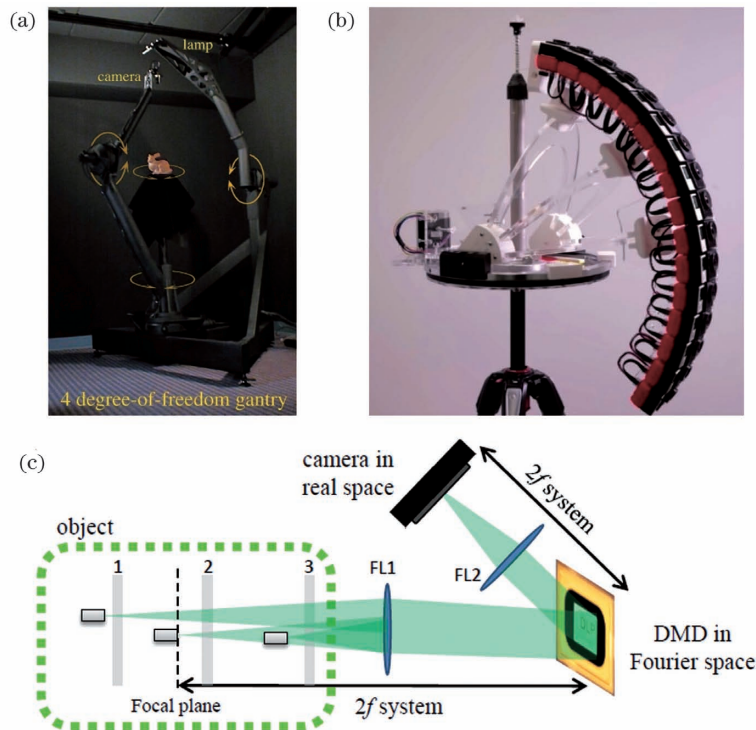 (a)
lamp
camera
4 degree-of-freedom gantry
(b)
(c)
object
1
2
3
Focal plane
FL1
2f system
camera in
real space
FL2
2f system
DMD in
Fourier space